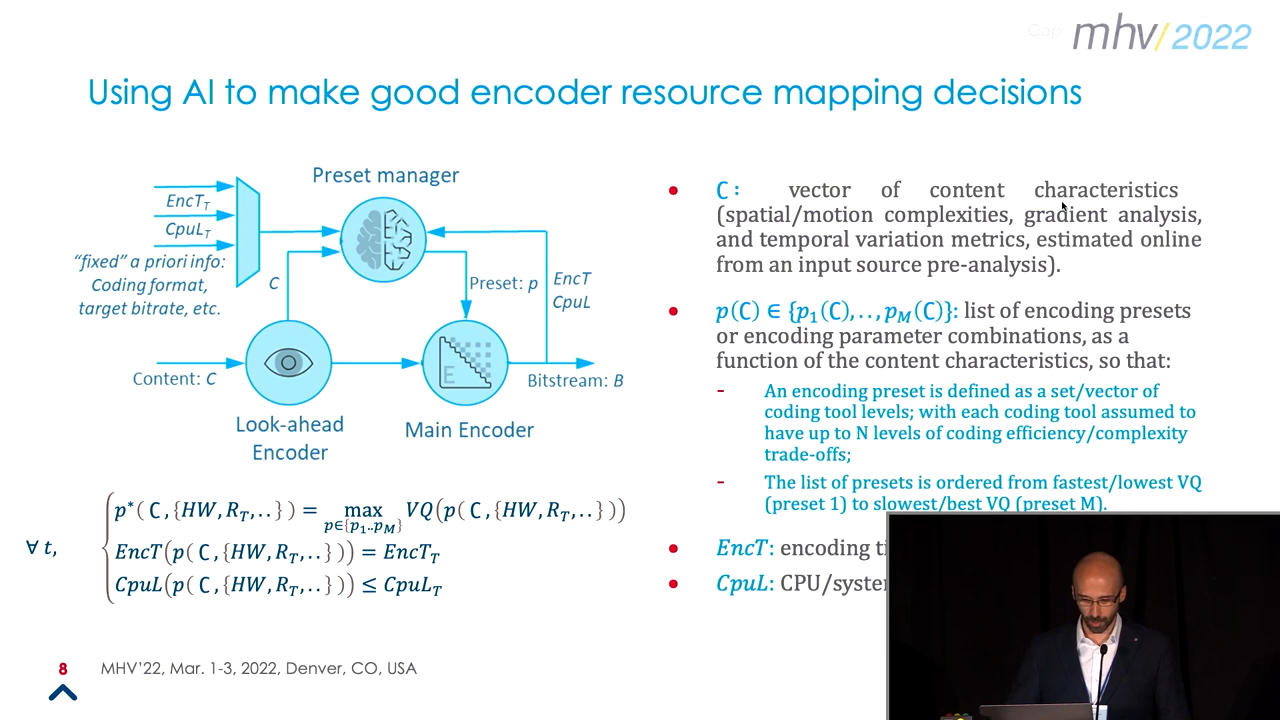 mhv/2022
Using AI to make good encoder resource mapping decisions
Preset manager
EncT_T
CpuL_T
“fixed” a priori info:
Coding format,
target bitrate, etc.
C
Preset: p
EncT
CpuL
Content: C
E
Bitstream: B
Look-ahead
Encoder
Main Encoder
∀ t,
p*( C ,{HW, R_T, . . } ) = max VQ(p( C ,{HW, R_T, . . } ))
p∈{p_1..p_M}
EncT(p( C ,{HW, R_T, . . } )) = EncT_T
CpuL(p( C ,{HW, R_T, . . } )) ≤ CpuL_T
• C : vector of content characteristics
(spatial/motion complexities, gradient analysis,
and temporal variation metrics, estimated online
from an input source pre-analysis).
• p(C) ∈ {p_1(C), . . , p_M(C)}: list of encoding presets
or encoding parameter combinations, as a
function of the content characteristics, so that:
- An encoding preset is defined as a set/vector of
coding tool levels; with each coding tool assumed to
have up to N levels of coding efficiency/complexity
trade-offs;
- The list of presets is ordered from fastest/lowest VQ
(preset 1) to slowest/best VQ (preset M).
• EncT: encoding
• CpuL: CPU/system
8
MHV’22, Mar. 1-3, 2022, Denver, CO, USA